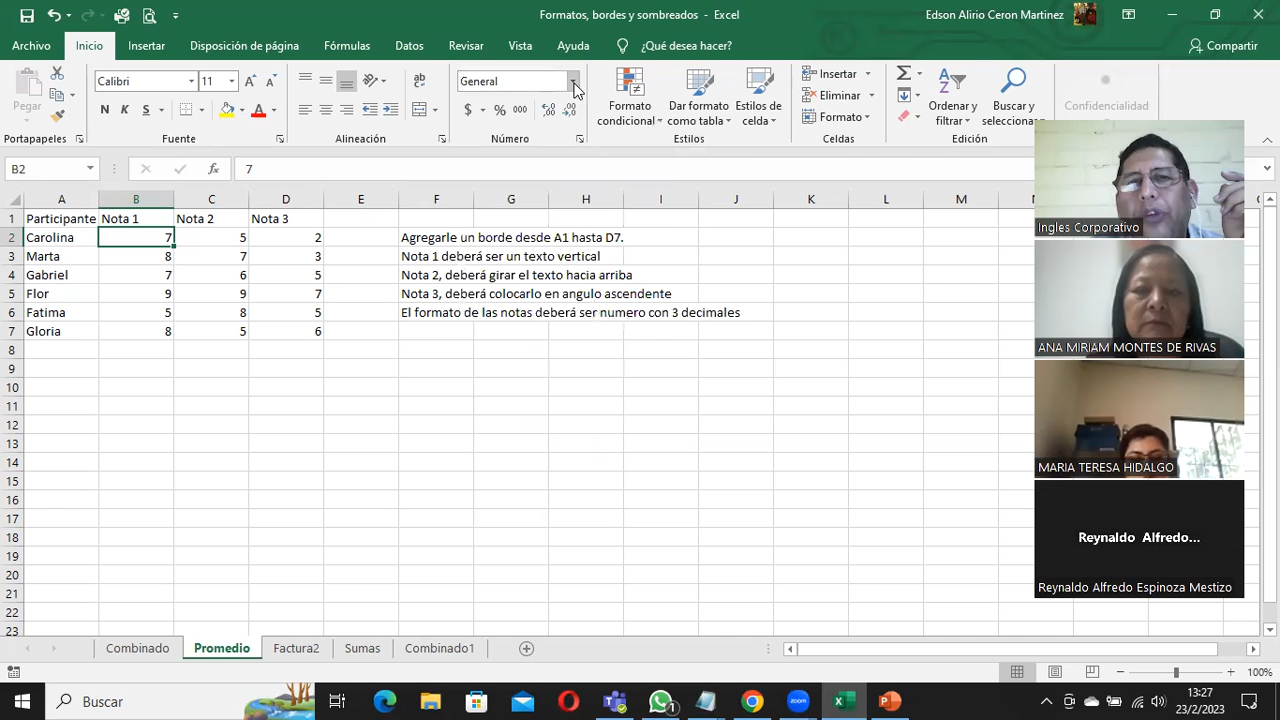 Formatos, bordes y sombreados - Excel
Edson Alirio Ceron Martinez
Archivo Inicio Insertar Disposición de página Fórmulas Datos Revisar Vista Ayuda ¿Qué desea hacer? Compartir
Pegar
Calibri 11
N K S
ab
General
$ % 000
Formato condicional
Dar formato como tabla
Estilos de celda
Insertar
Eliminar
Formato
Ordenar y filtrar
Buscar y seleccionar
Confidencialidad
Portapapeles Fuente Alineación Número Estilos Celdas Edición
B2 fx 7
A B C D E F G H I J K L M
1 Participante Nota 1 Nota 2 Nota 3
2 Carolina 7 5 2 Agregarle un borde desde A1 hasta D7.
3 Marta 8 7 3 Nota 1 deberá ser un texto vertical
4 Gabriel 7 6 5 Nota 2, deberá girar el texto hacia arriba
5 Flor 9 9 7 Nota 3, deberá colocarlo en angulo ascendente
6 Fatima 5 8 5 El formato de las notas deberá ser numero con 3 decimales
7 Gloria 8 5 6
8
9
10
11
12
13
14
15
16
17
18
19
20
21
22
23
Ingles Corporativo
ANA MIRIAM MONTES DE RIVAS
MARIA TERESA HIDALGO
Reynaldo Alfredo...
Reynaldo Alfredo Espinoza Mestizo
Combinado Promedio Factura2 Sumas Combinado1
100%
Buscar
13:27
23/2/2023